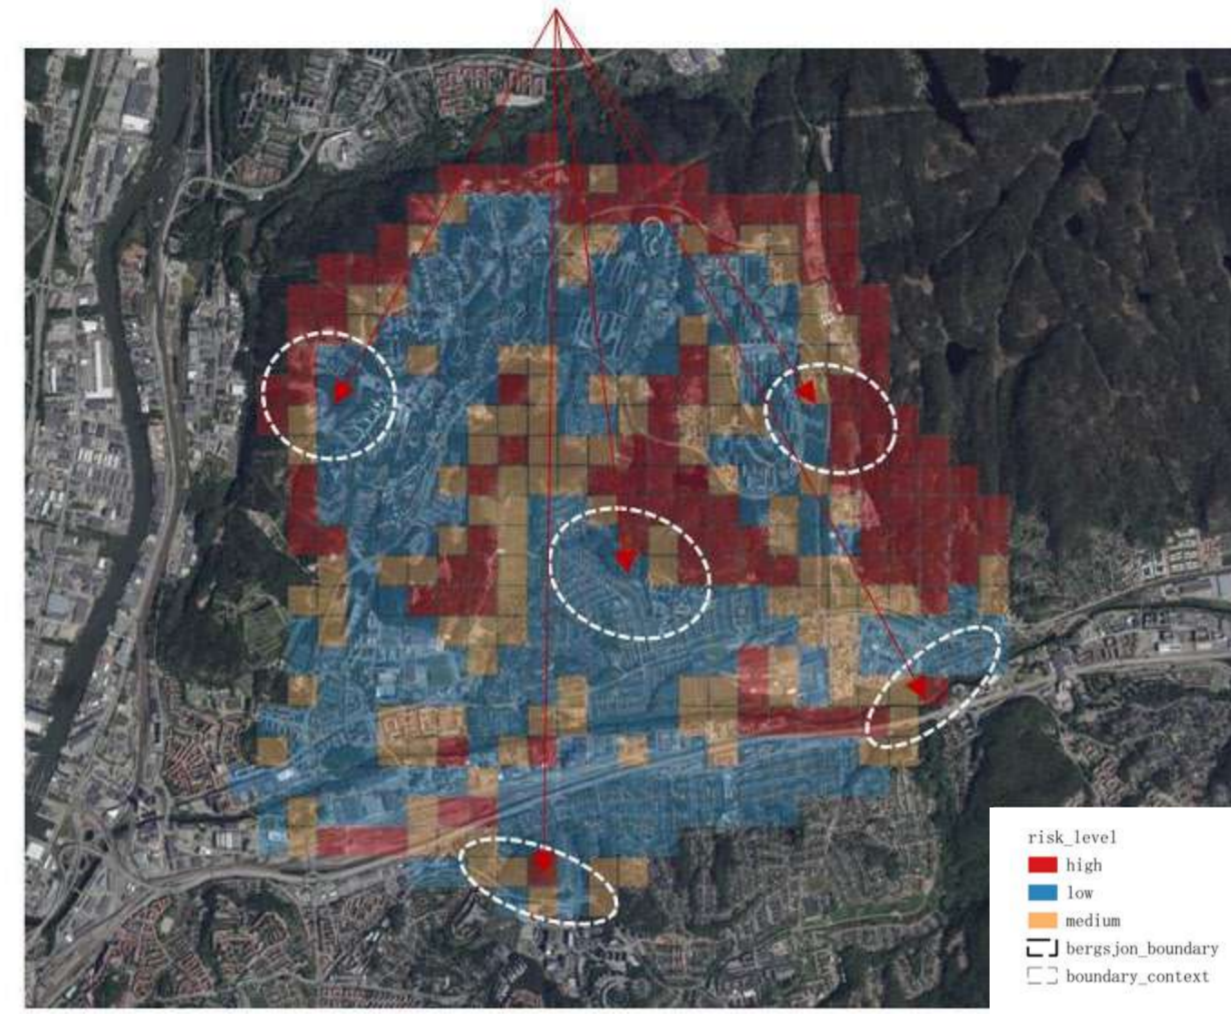 risk_level
high
low
medium
bergsjon_boundary
boundary_context